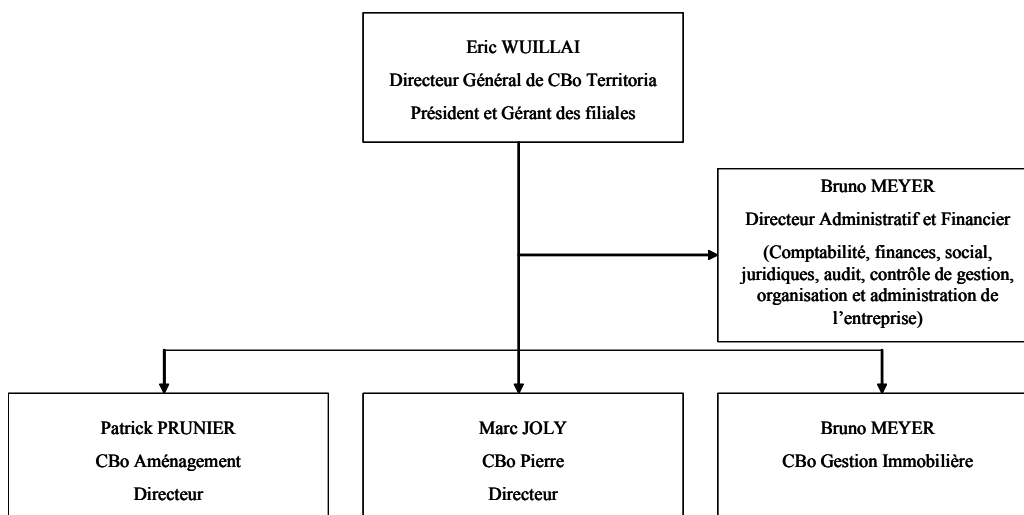 Eric WUILLAI
Directeur Général de CBo Territoria
Président et Gérant des filiales
Bruno MEYER
Directeur Administratif et Financier
(Comptabilité, finances, social,
juridiques, audit, contrôle de gestion,
organisation et administration de
l’entreprise)
Patrick PRUNIER
CBo Aménagement
Directeur
Marc JOLY
CBo Pierre
Directeur
Bruno MEYER
CBo Gestion Immobilière